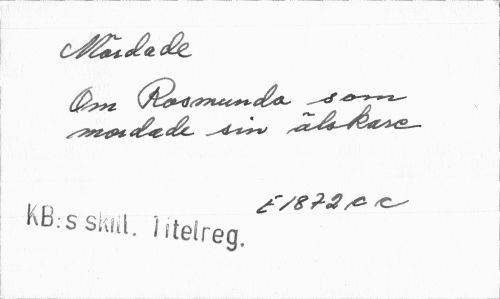 Mördade
Om Rosmunda som
mördade sin älskare
E 1872 c c
KB:s skill. Titelreg.